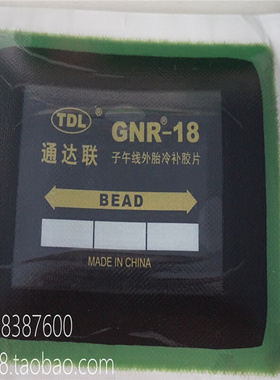 TDL®
GNR®-18
通达联
子午线外胎冷补胶片
BEAD
MADE IN CHINA
8387600
8.taobao.com